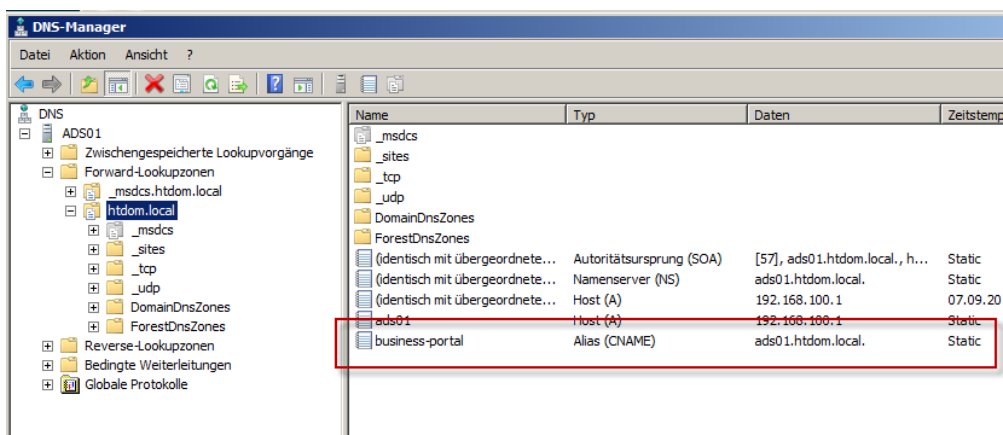 DNS-Manager
Datei Aktion Ansicht ?
DNS
ADS01
Zwischengespeicherte Lookupvorgänge
Forward-Lookupzonen
_msdcs.htdom.local
htdom.local
_msdcs
_sites
_tcp
_udp
DomainDnsZones
ForestDnsZones
Reverse-Lookupzonen
Bedingte Weiterleitungen
Globale Protokolle
Name Typ Daten Zeitstemp
_msdcs
_sites
_tcp
_udp
DomainDnsZones
ForestDnsZones
(identisch mit übergeordnete... Autoritätsursprung (SOA) [57], ads01.htdom.local., h... Static
(identisch mit übergeordnete... Namenserver (NS) ads01.htdom.local. Static
(identisch mit übergeordnete... Host (A) 192.168.100.1 07.09.20
ads01 Host (A) 192.168.100.1 Static
business-portal Alias (CNAME) ads01.htdom.local. Static